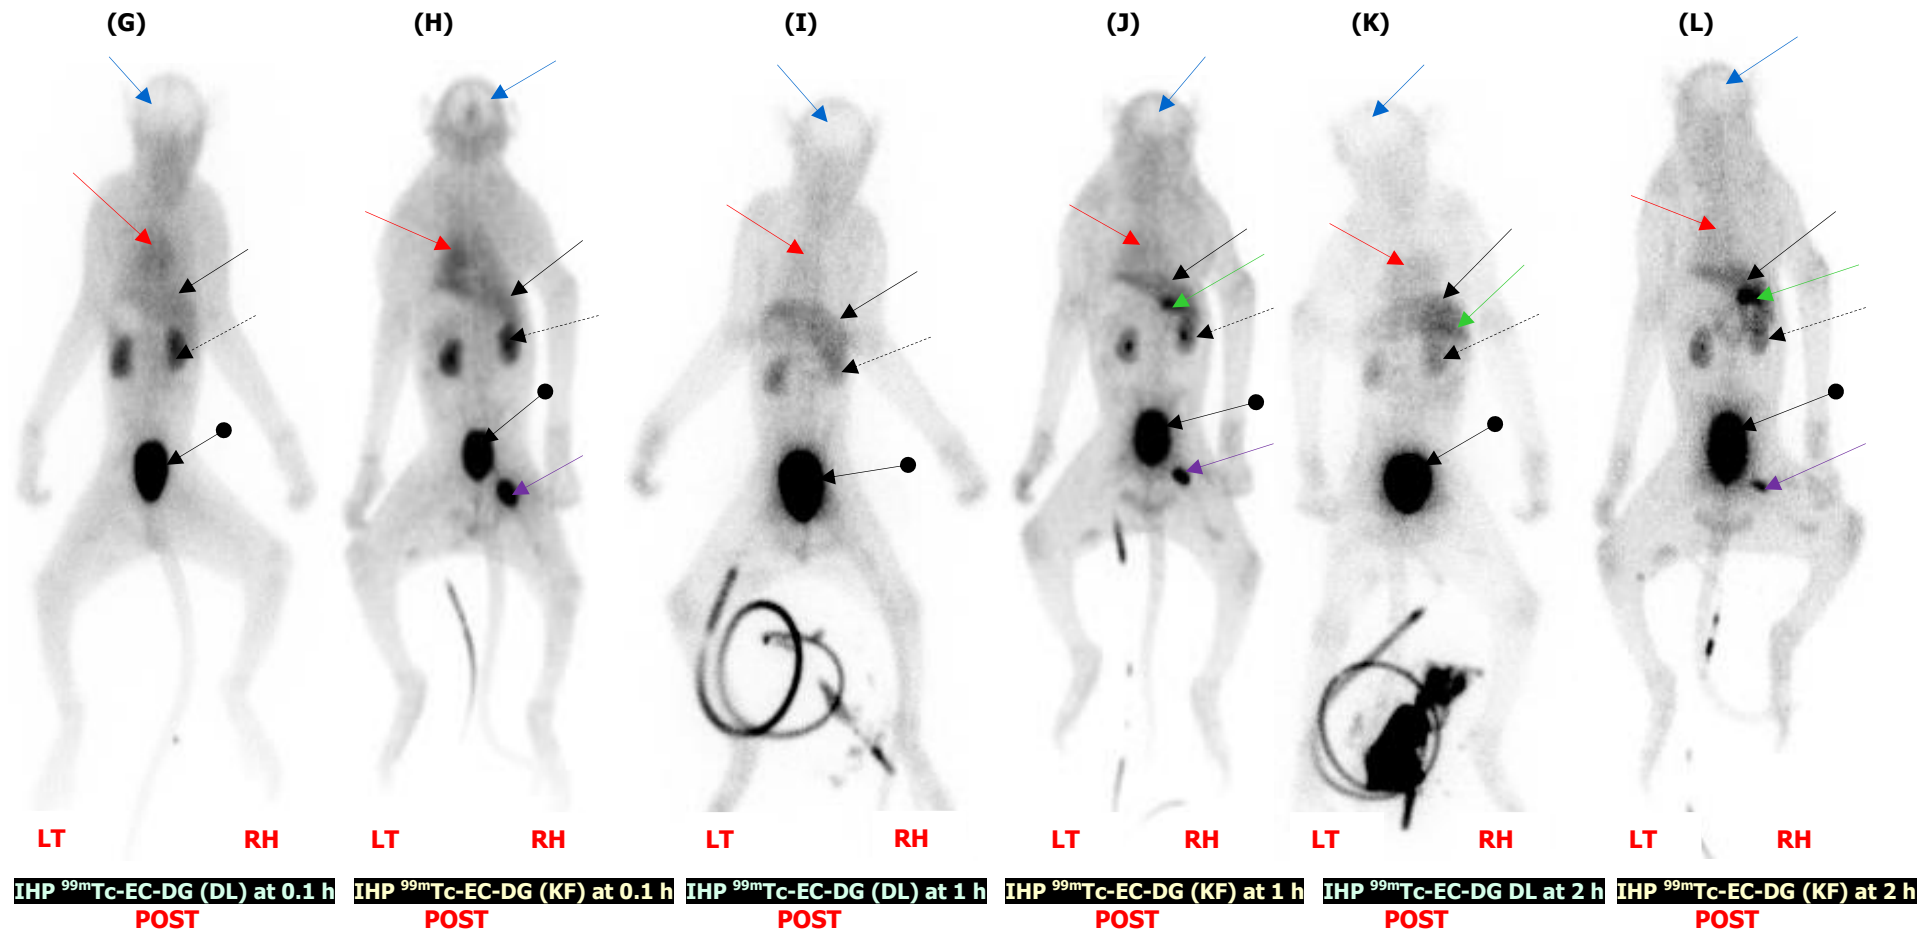 (G) (H) (I) (J) (K) (L)
LT RH LT RH LT RH LT RH LT RH LT RH
IHP ⁹⁹ᵐTc-EC-DG (DL) at 0.1 h IHP ⁹⁹ᵐTc-EC-DG (KF) at 0.1 h IHP ⁹⁹ᵐTc-EC-DG (DL) at 1 h IHP ⁹⁹ᵐTc-EC-DG (KF) at 1 h IHP ⁹⁹ᵐTc-EC-DG DL at 2 h IHP ⁹⁹ᵐTc-EC-DG (KF) at 2 h
POST POST POST POST POST POST